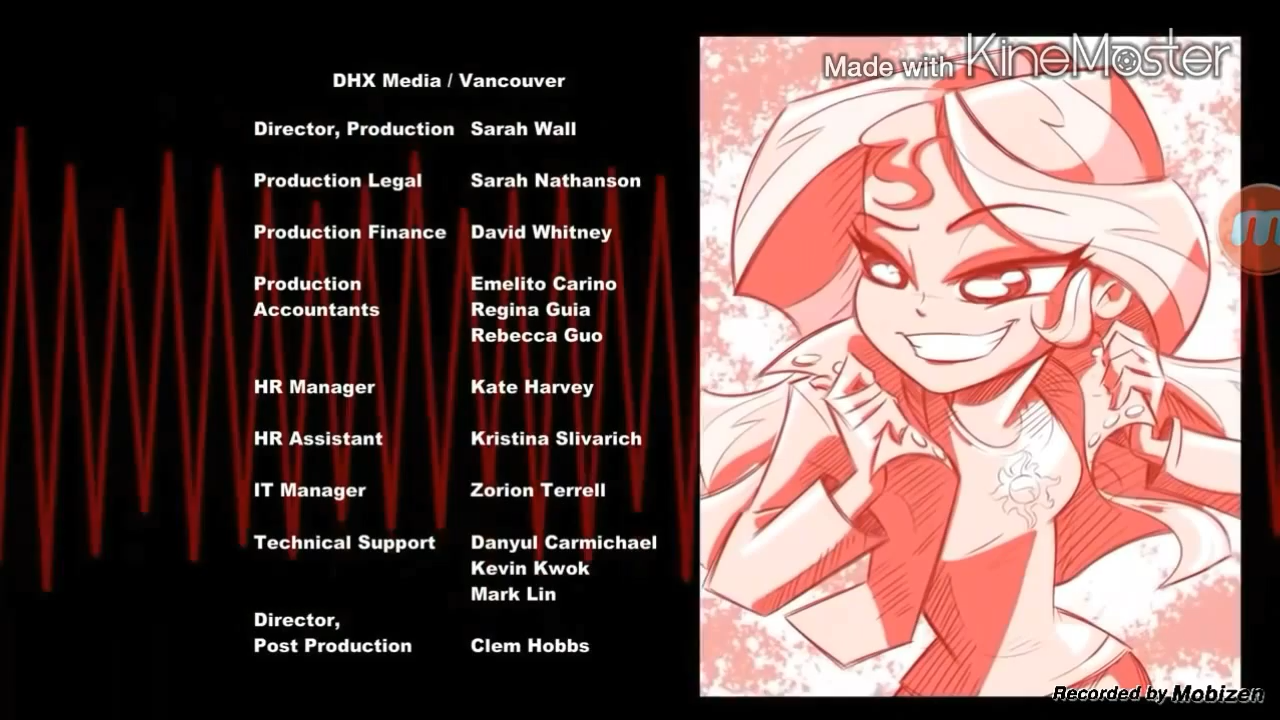 Made with KineMaster
DHX Media / Vancouver
Director, Production Sarah Wall
Production Legal Sarah Nathanson
Production Finance David Whitney
Production Emelito Carino
Accountants Regina Guia
Rebecca Guo
HR Manager Kate Harvey
HR Assistant Kristina Slivarich
IT Manager Zorion Terrell
Technical Support Danyul Carmichael
Kevin Kwok
Mark Lin
Director,
Post Production Clem Hobbs
Recorded by Mobizen